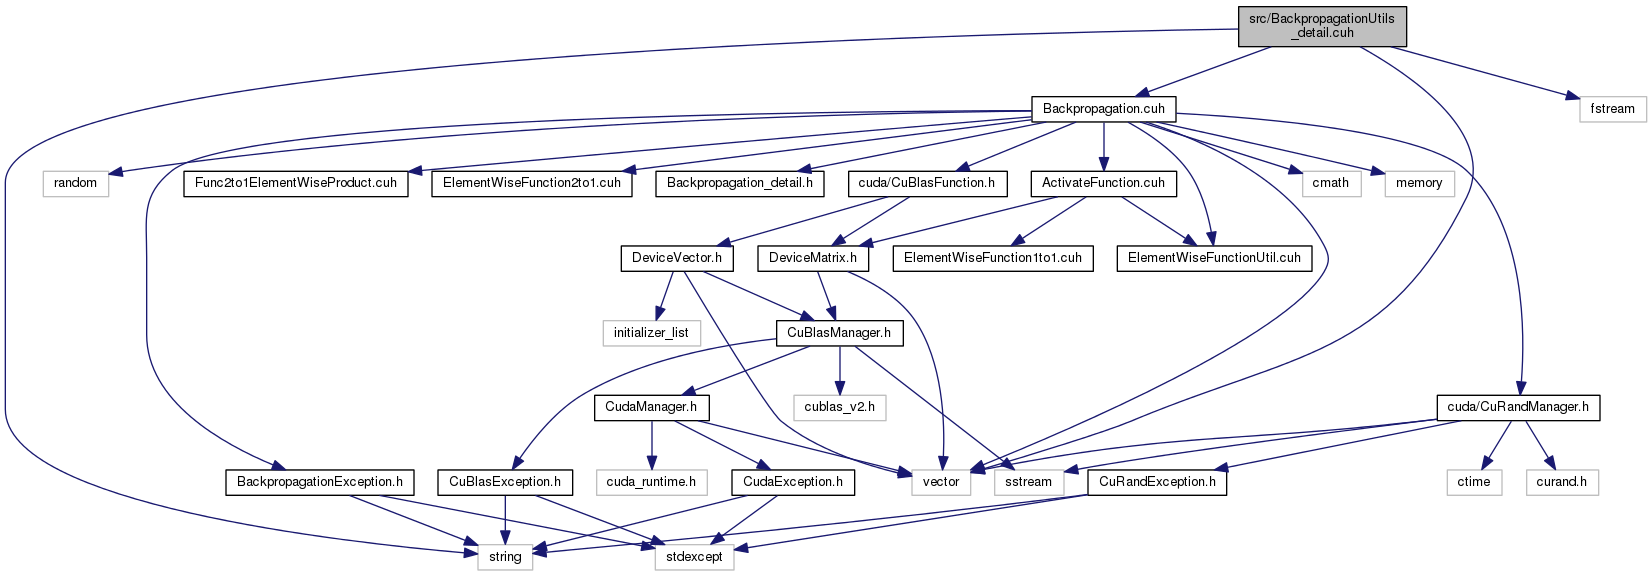 src/BackpropagationUtils
_detail.cuh
Backpropagation.cuh
fstream
random
Func2to1ElementWiseProduct.cuh
ElementWiseFunction2to1.cuh
Backpropagation_detail.h
cuda/CuBlasFunction.h
ActivateFunction.cuh
cmath
memory
DeviceVector.h
DeviceMatrix.h
ElementWiseFunction1to1.cuh
ElementWiseFunctionUtil.cuh
initializer_list
CuBlasManager.h
CudaManager.h
cublas_v2.h
cuda/CuRandManager.h
BackpropagationException.h
CuBlasException.h
cuda_runtime.h
CudaException.h
vector
sstream
CuRandException.h
ctime
curand.h
string
stdexcept